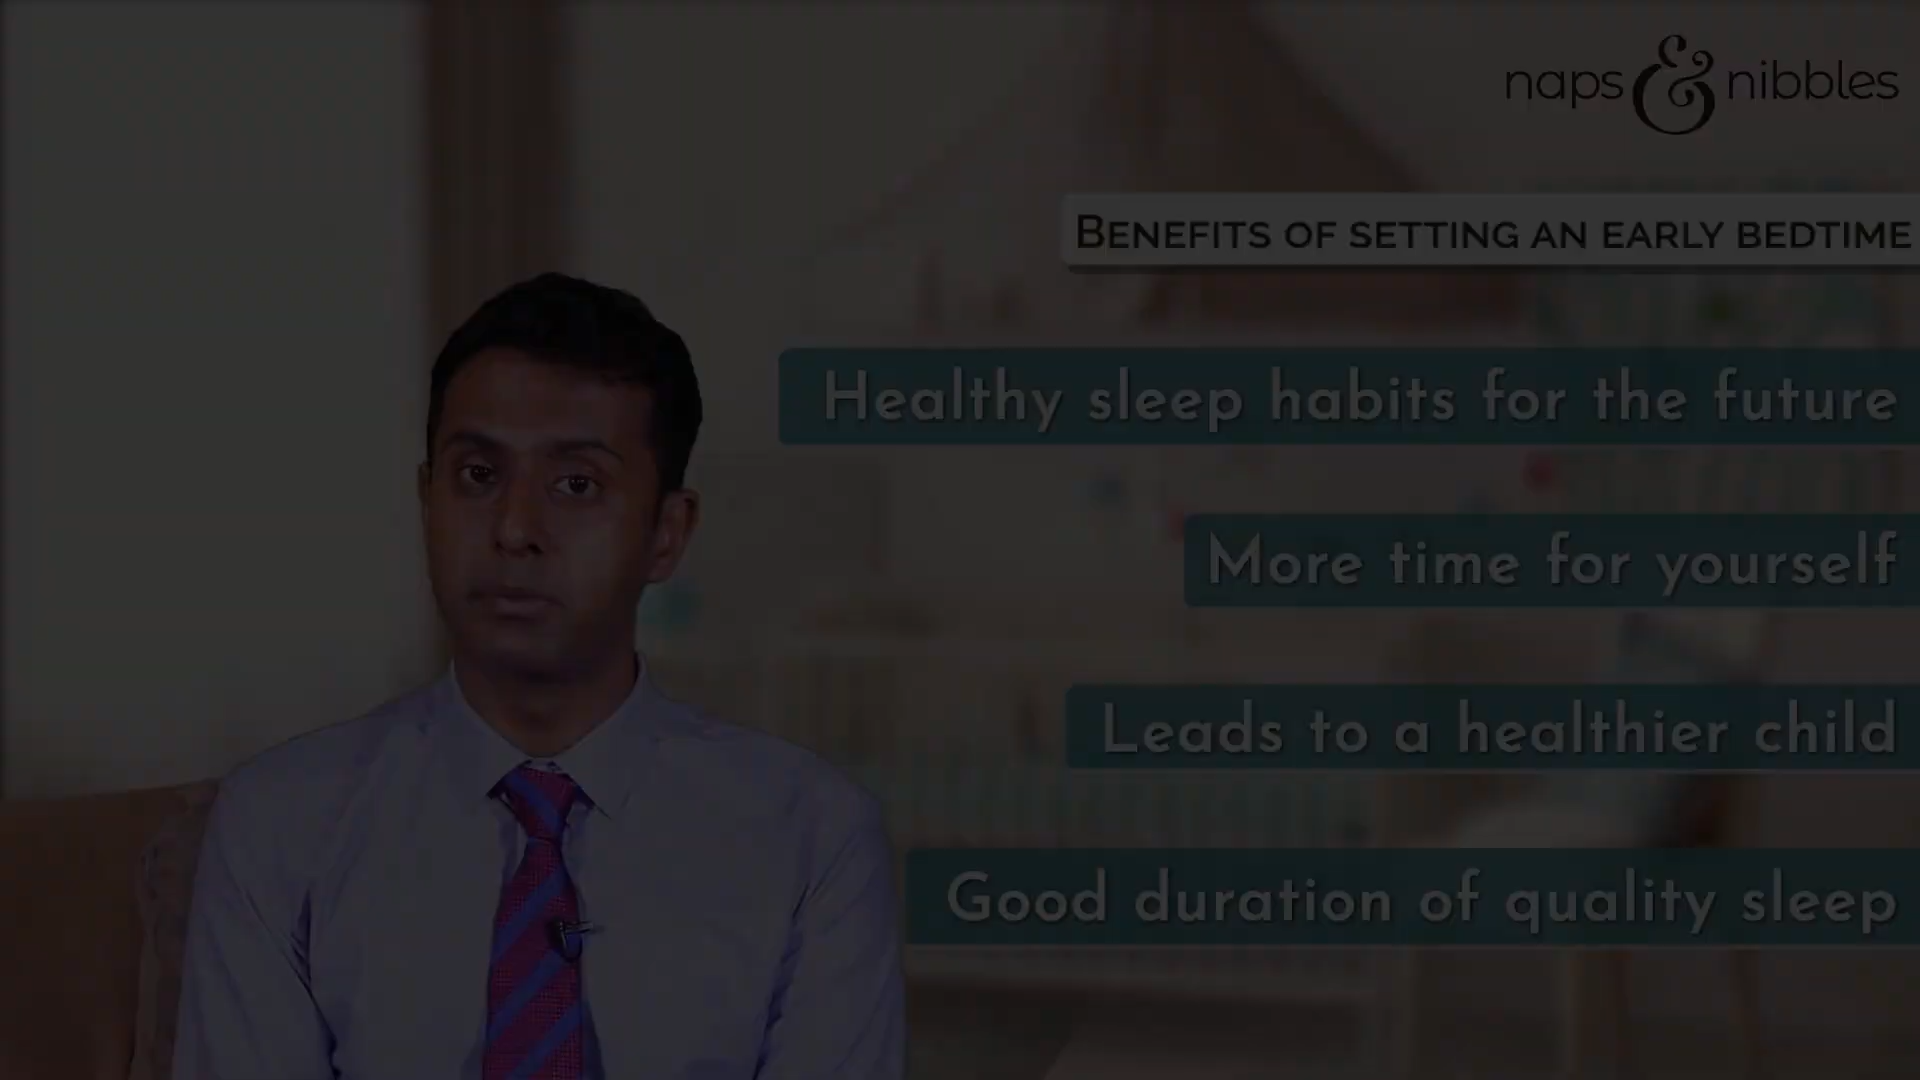 naps & nibbles
BENEFITS OF SETTING AN EARLY BEDTIME
Healthy sleep habits for the future
More time for yourself
Leads to a healthier child
Good duration of quality sleep